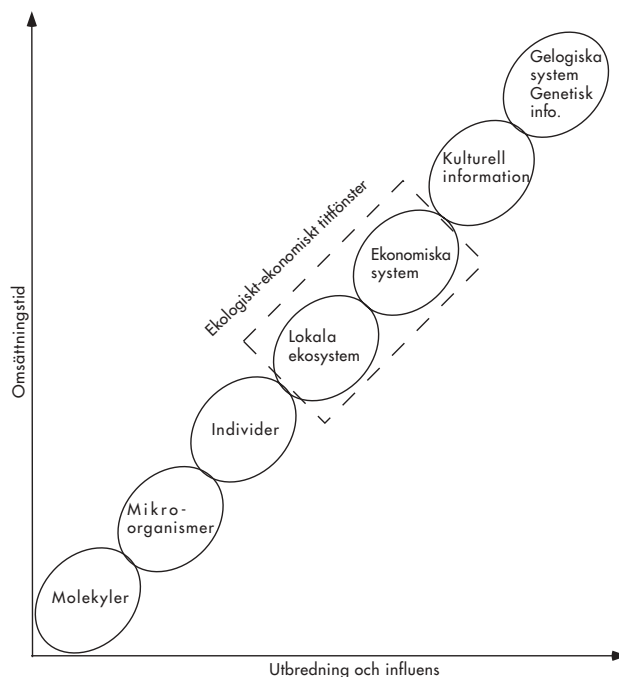 Gelogiska
system
Genetisk
info.
Kulturell
information
Ekologiskt-ekonomiskt tittfönster
Ekonomiska
system
Lokala
ekosystem
Individer
Mikro-
organismer
Molekyler
Omsättningstid
Utbredning och influens